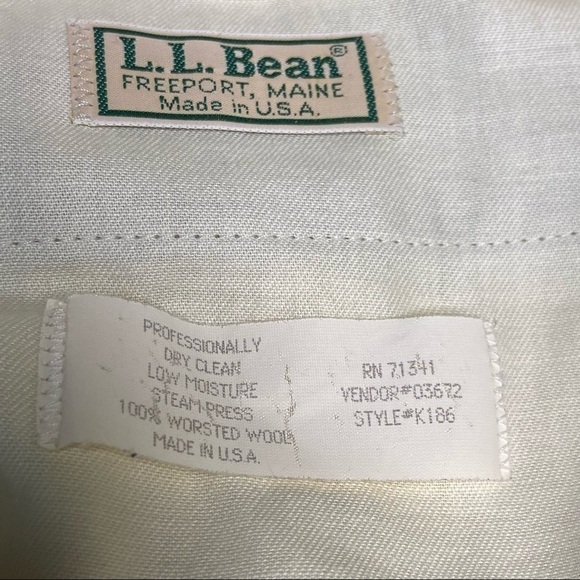 L.L.Bean®
FREEPORT, MAINE
Made in U.S.A.
PROFESSIONALLY
DRY CLEAN
LOW MOISTURE
STEAM PRESS
100% WORSTED WOOL
MADE IN U.S.A.
RN 71341
VENDOR#03672
STYLE#K186